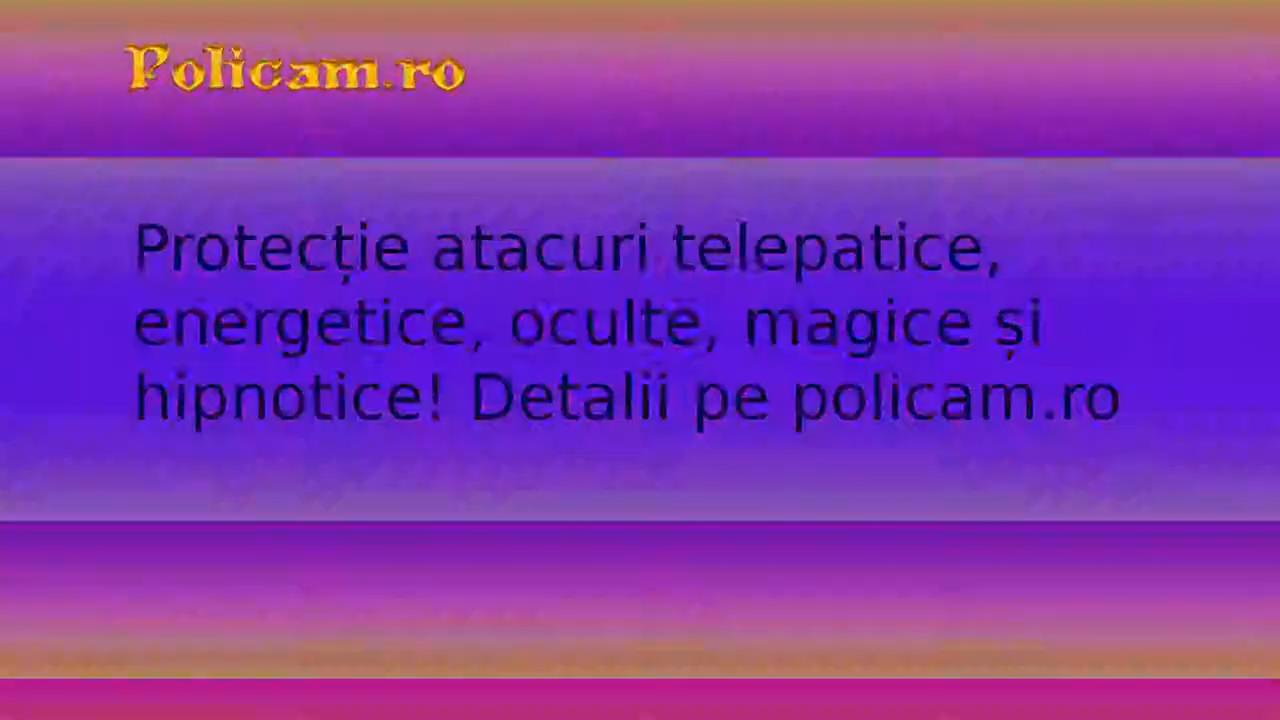 Policam.ro
Protecție atacuri telepatice,
energetice, oculte, magice și
hipnotice! Detalii pe policam.ro